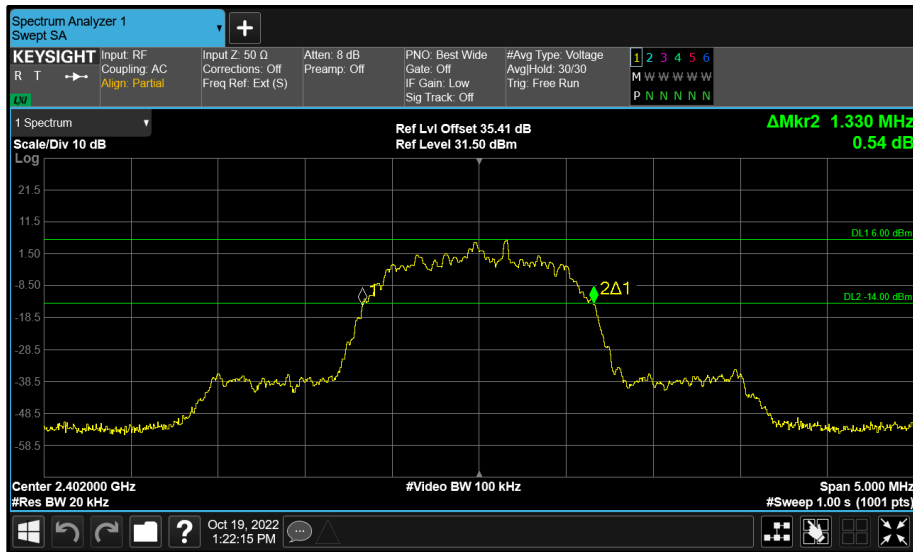 Spectrum Analyzer 1
Swept SA
KEYSIGHT
R T
LXI
Input: RF
Coupling: AC
Align: Partial
Input Z: 50 Ω
Corrections: Off
Freq Ref: Ext (S)
Atten: 8 dB
Preamp: Off
PNO: Best Wide
Gate: Off
IF Gain: Low
Sig Track: Off
#Avg Type: Voltage
Avg|Hold: 30/30
Trig: Free Run
1 2 3 4 5 6
M W W W W W
P N N N N N
1 Spectrum
Scale/Div 10 dB
Ref Lvl Offset 35.41 dB
Ref Level 31.50 dBm
ΔMkr2 1.330 MHz
0.54 dB
Log
21.5
11.5
1.50
-8.50
-18.5
-28.5
-38.5
-48.5
-58.5
DL1 6.00 dBm
1
2Δ1
DL2 -14.00 dBm
Center 2.402000 GHz
#Video BW 100 kHz
Span 5.000 MHz
#Res BW 20 kHz
#Sweep 1.00 s (1001 pts)
?
Oct 19, 2022
1:22:15 PM